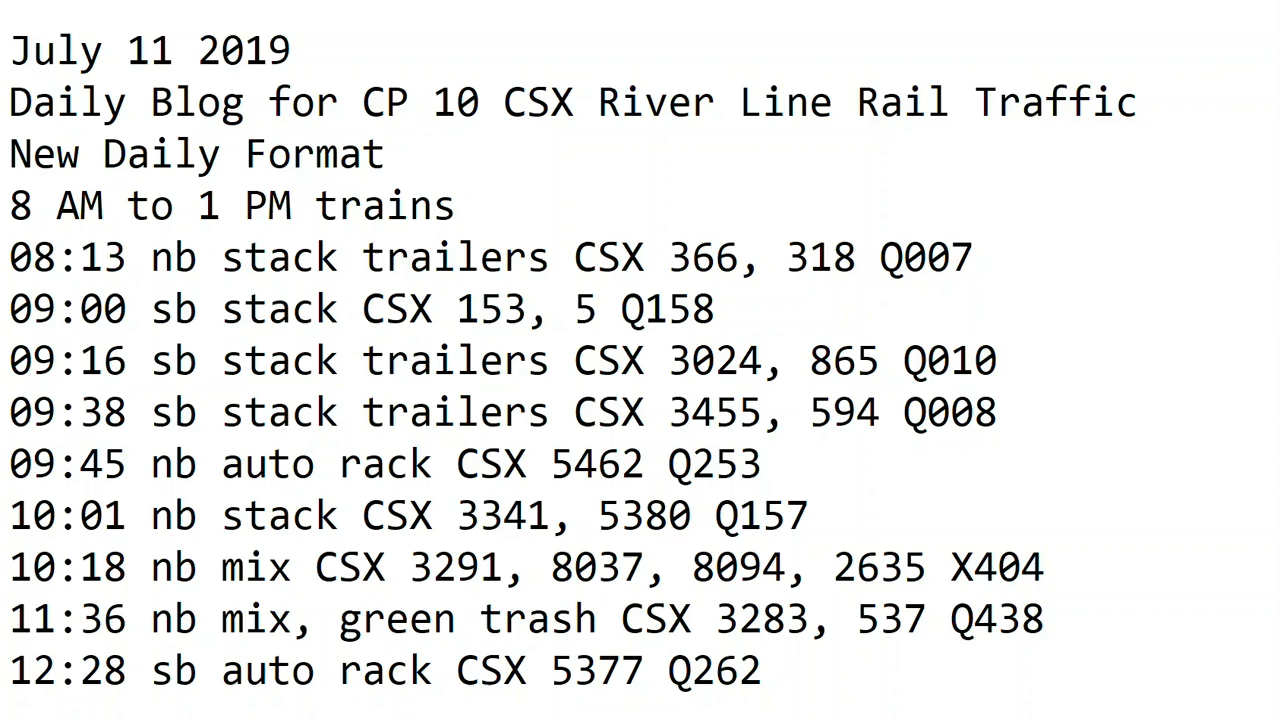 July 11 2019
Daily Blog for CP 10 CSX River Line Rail Traffic
New Daily Format
8 AM to 1 PM trains
08:13 nb stack trailers CSX 366, 318 Q007
09:00 sb stack CSX 153, 5 Q158
09:16 sb stack trailers CSX 3024, 865 Q010
09:38 sb stack trailers CSX 3455, 594 Q008
09:45 nb auto rack CSX 5462 Q253
10:01 nb stack CSX 3341, 5380 Q157
10:18 nb mix CSX 3291, 8037, 8094, 2635 X404
11:36 nb mix, green trash CSX 3283, 537 Q438
12:28 sb auto rack CSX 5377 Q262